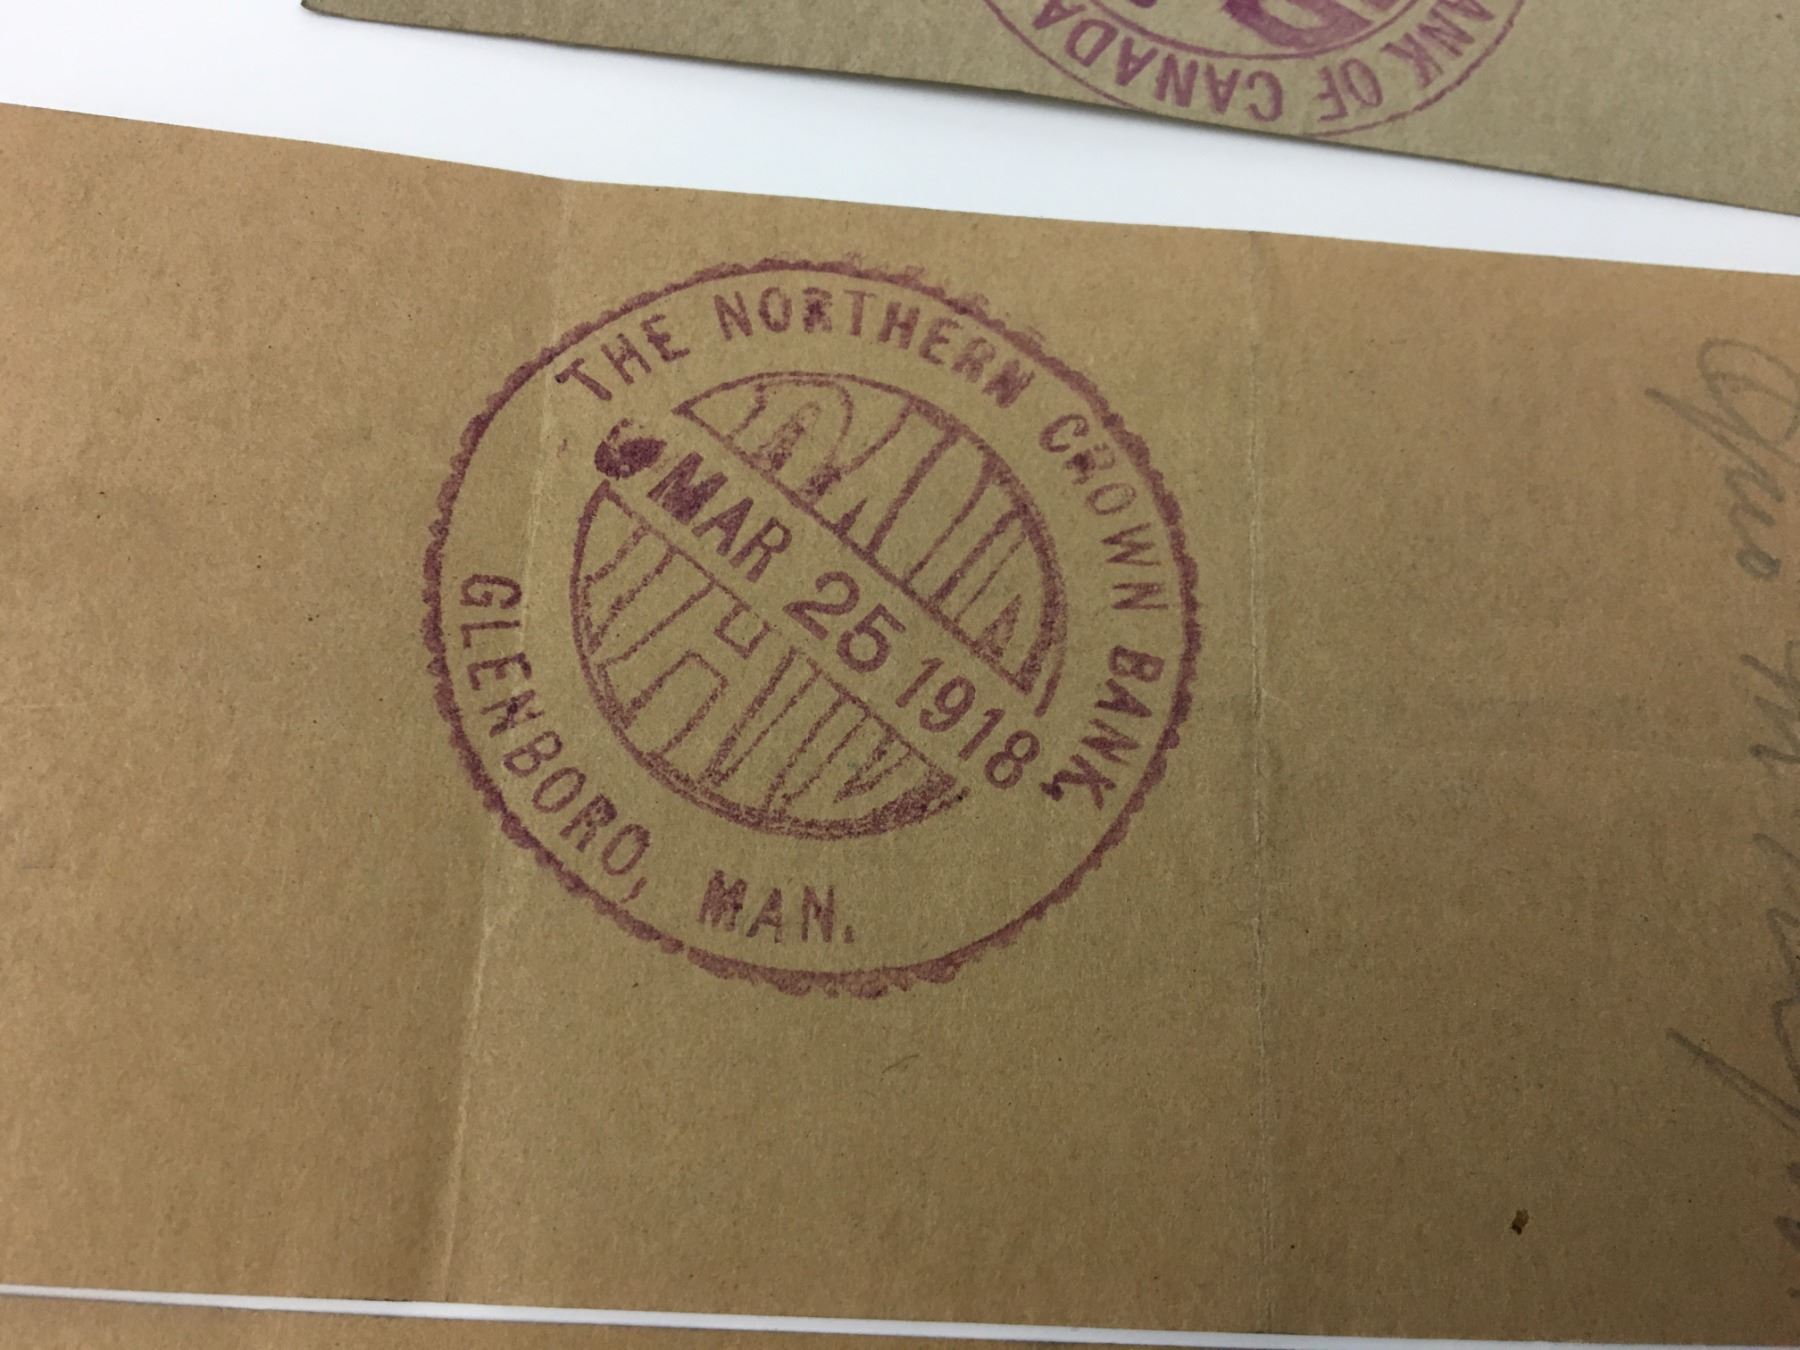 ANK OF CANADA
THE NORTHERN CROWN BANK,
MAR 25 1918
GLENBORO, MAN.